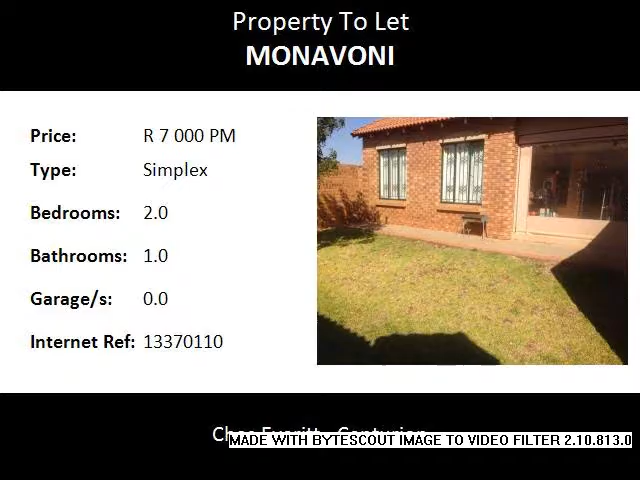 Property To Let
MONAVONI
Price: R 7 000 PM
Type: Simplex
Bedrooms: 2.0
Bathrooms: 1.0
Garage/s: 0.0
Internet Ref: 13370110
MADE WITH BYTESCOUT IMAGE TO VIDEO FILTER 2.10.813.0